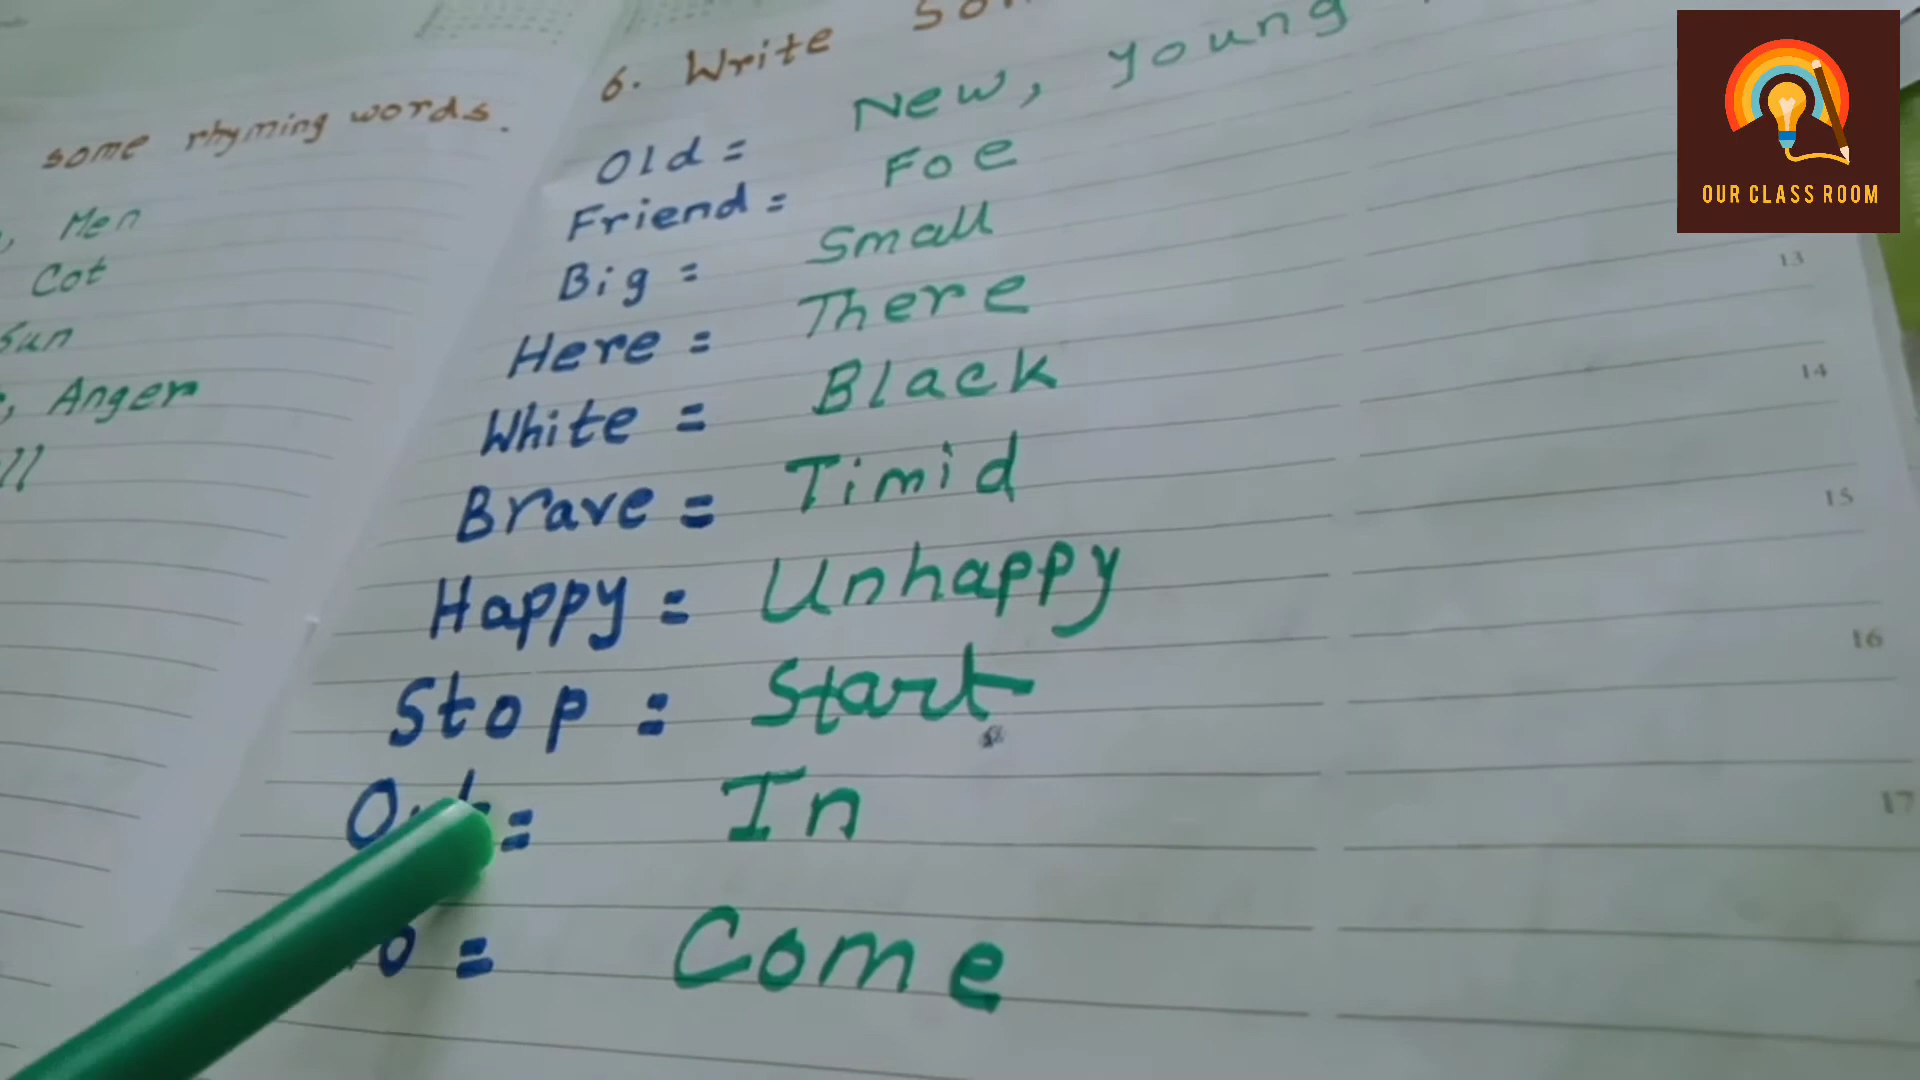 some rhyming words.
Men
Cot
Sun
, Anger
6. Write
Old = New, young
Friend = Foe
Big = Small
Here = There
White = Black
Brave = Timid
Happy = Unhappy
Stop = Start
= In
= Come
13
14
15
16
17
OUR CLASS ROOM